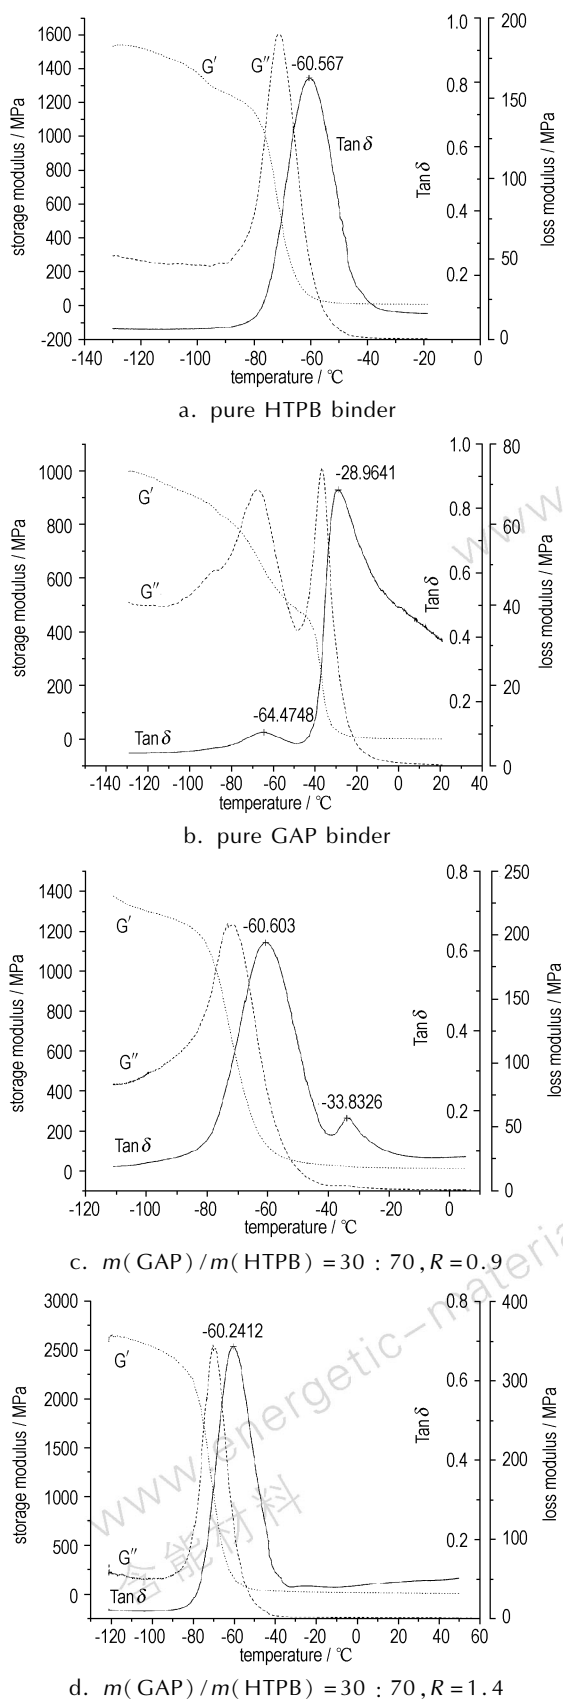 1600
1400
1200
1000
800
600
400
200
0
-200
storage modulus / MPa
G′
G″
-60.567
Tan δ
1.0
0.8
0.6
0.4
0.2
0.0
Tan δ
200
150
100
50
0
loss modulus / MPa
-140 -120 -100 -80 -60 -40 -20 0
temperature / ℃
a. pure HTPB binder
1000
800
600
400
200
0
storage modulus / MPa
G′
G″
-28.9641
-64.4748
Tan δ
1.0
0.8
0.6
0.4
0.2
0.0
Tan δ
80
60
40
20
0
loss modulus / MPa
-140 -120 -100 -80 -60 -40 -20 0 20 40
temperature / ℃
b. pure GAP binder
1400
1200
1000
800
600
400
200
0
storage modulus / MPa
G′
G″
-60.603
-33.8326
Tan δ
0.8
0.6
0.4
0.2
0.0
Tan δ
250
200
150
100
50
0
loss modulus / MPa
-120 -100 -80 -60 -40 -20 0
temperature / ℃
c. m(GAP)/m(HTPB) = 30 : 70, R = 0.9
3000
2500
2000
1500
1000
500
0
storage modulus / MPa
G′
G″
-60.2412
Tan δ
0.8
0.6
0.4
0.2
0.0
Tan δ
400
300
200
100
0
loss modulus / MPa
-120 -100 -80 -60 -40 -20 0 20 40 60
temperature / ℃
d. m(GAP)/m(HTPB) = 30 : 70, R = 1.4
www
www.energetic-materia
含能材料